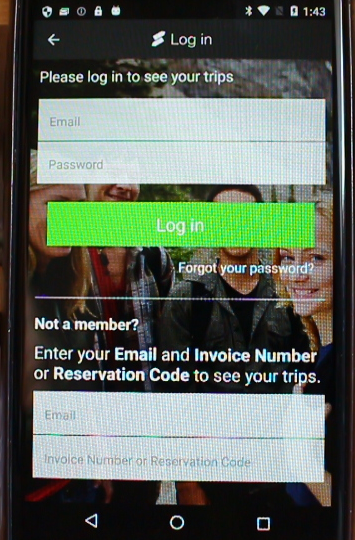 1:43
Log in
Please log in to see your trips
Email
Password
Log in
Forgot your password?
Not a member?
Enter your Email and Invoice Number
or Reservation Code to see your trips.
Email
Invoice Number or Reservation Code